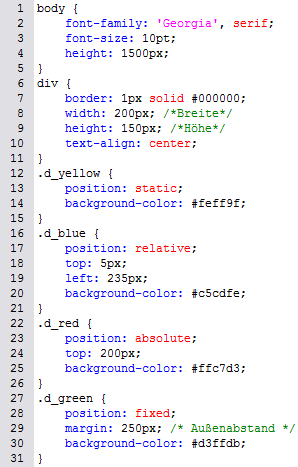 1 body {
2 font-family: 'Georgia', serif;
3 font-size: 10pt;
4 height: 1500px;
5 }
6 div {
7 border: 1px solid #000000;
8 width: 200px; /*Breite*/
9 height: 150px; /*Höhe*/
10 text-align: center;
11 }
12 .d_yellow {
13 position: static;
14 background-color: #feff9f;
15 }
16 .d_blue {
17 position: relative;
18 top: 5px;
19 left: 235px;
20 background-color: #c5cdfe;
21 }
22 .d_red {
23 position: absolute;
24 top: 200px;
25 background-color: #ffc7d3;
26 }
27 .d_green {
28 position: fixed;
29 margin: 250px; /* Außenabstand */
30 background-color: #d3ffdb;
31 }